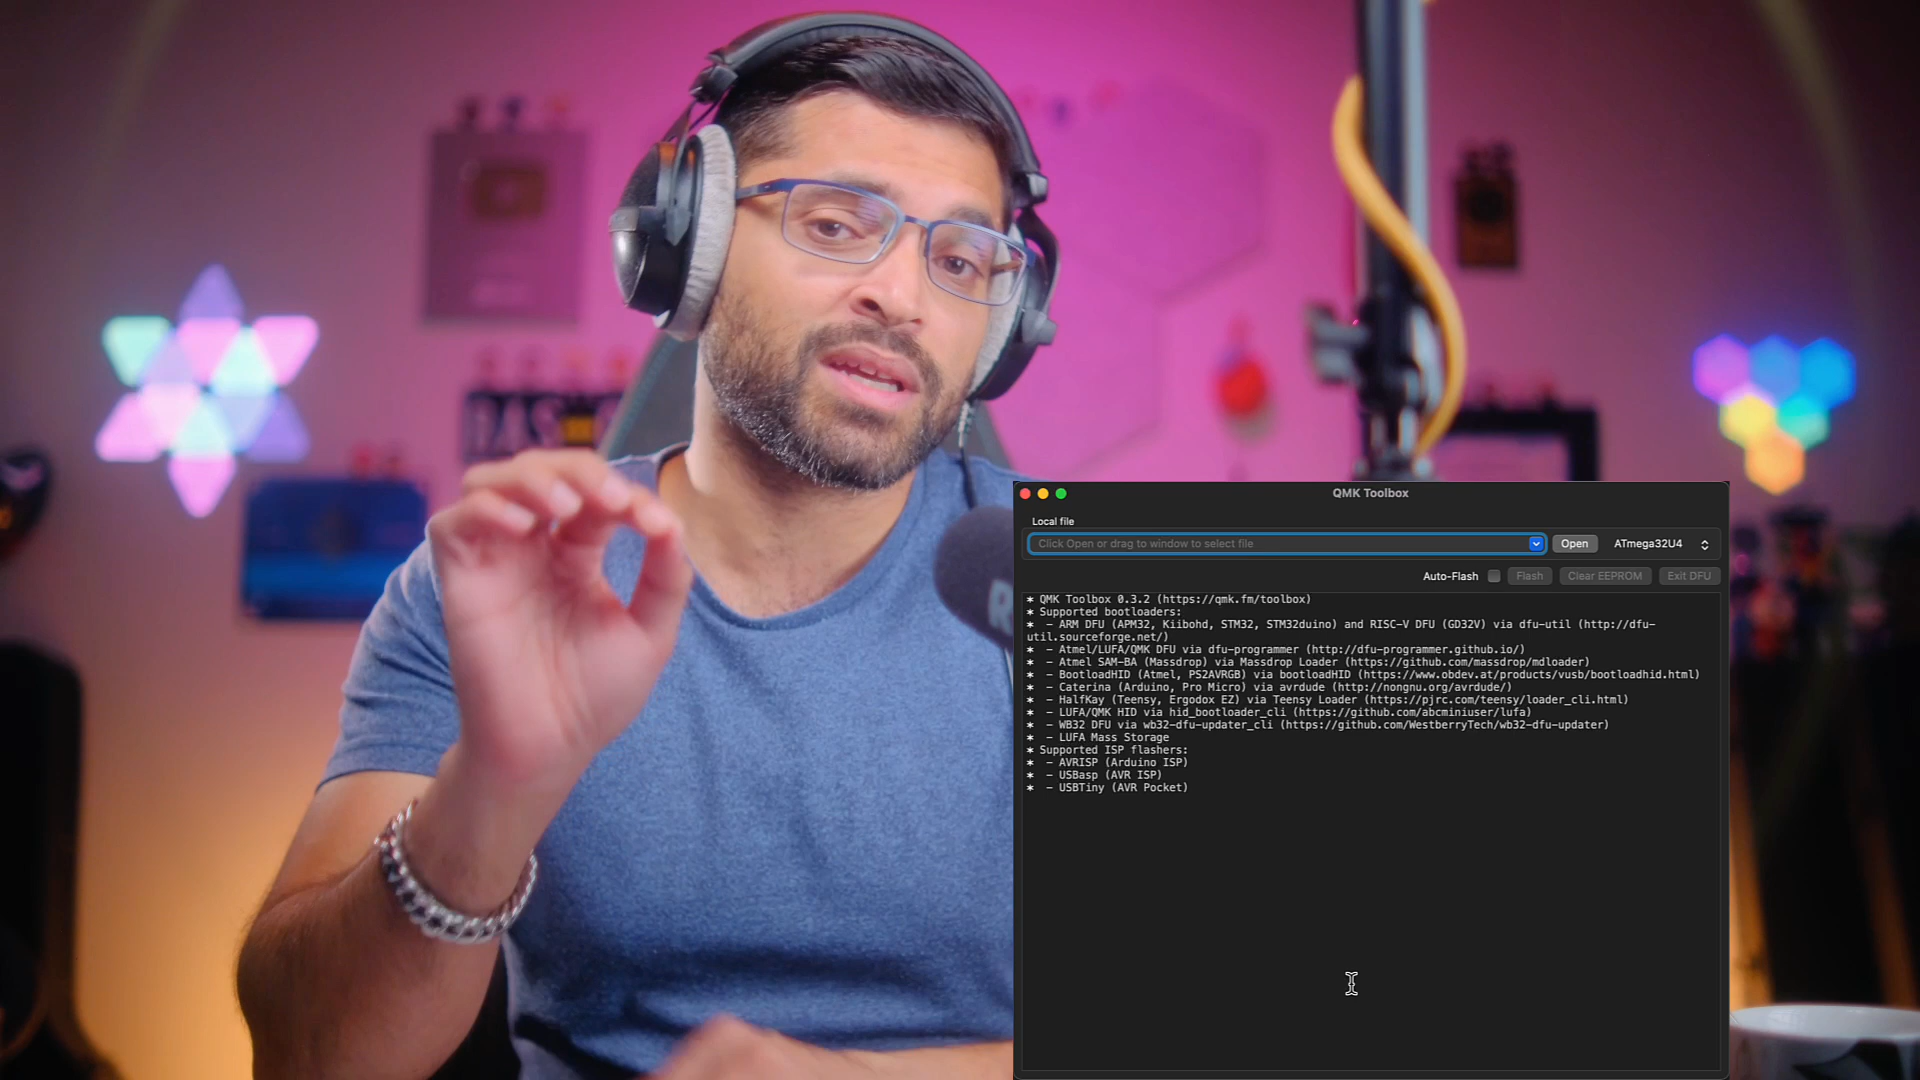 QMK Toolbox
Local file
Click Open or drag to window to select file
Open
ATmega32U4
Auto-Flash
Flash
Clear EEPROM
Exit DFU
* QMK Toolbox 0.3.2 (https://qmk.fm/toolbox)
* Supported bootloaders:
*  - ARM DFU (APM32, Kiibohd, STM32, STM32duino) and RISC-V DFU (GD32V) via dfu-util (http://dfu-
util.sourceforge.net/)
*  - Atmel/LUFA/QMK DFU via dfu-programmer (http://dfu-programmer.github.io/)
*  - Atmel SAM-BA (Massdrop) via Massdrop Loader (https://github.com/massdrop/mdloader)
*  - BootloadHID (Atmel, PS2AVRGB) via bootloadHID (https://www.obdev.at/products/vusb/bootloadhid.html)
*  - Caterina (Arduino, Pro Micro) via avrdude (http://nongnu.org/avrdude/)
*  - HalfKay (Teensy, Ergodox EZ) via Teensy Loader (https://pjrc.com/teensy/loader_cli.html)
*  - LUFA/QMK HID via hid_bootloader_cli (https://github.com/abcminiuser/lufa)
*  - WB32 DFU via wb32-dfu-updater_cli (https://github.com/WestberryTech/wb32-dfu-updater)
*  - LUFA Mass Storage
* Supported ISP flashers:
*  - AVRISP (Arduino ISP)
*  - USBasp (AVR ISP)
*  - USBTiny (AVR Pocket)